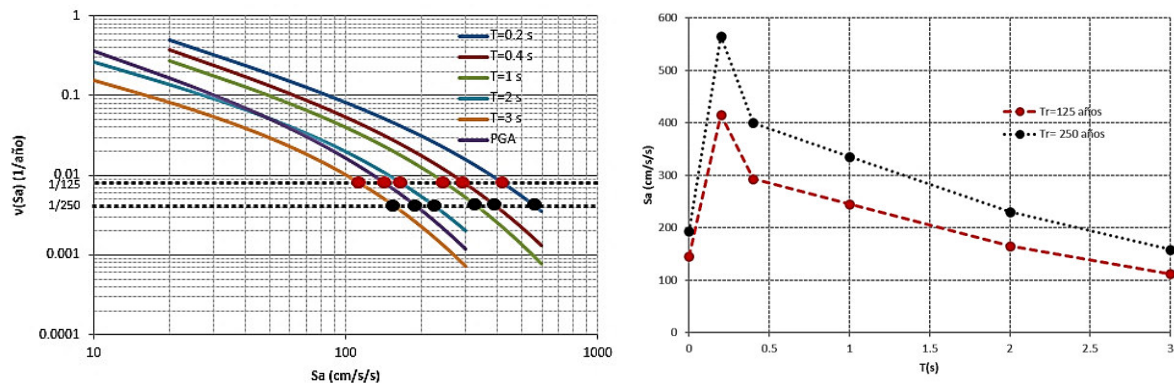 1
0.1
0.01
1/125
1/250
0.001
0.0001
ν(Sa) (1/año)
T=0.2 s
T=0.4 s
T=1 s
T=2 s
T=3 s
PGA
10
100
1000
Sa (cm/s/s)
600
500
400
300
200
100
0
Sa (cm/s/s)
Tr=125 años
Tr= 250 años
0
0.5
1
1.5
2
2.5
3
T(s)